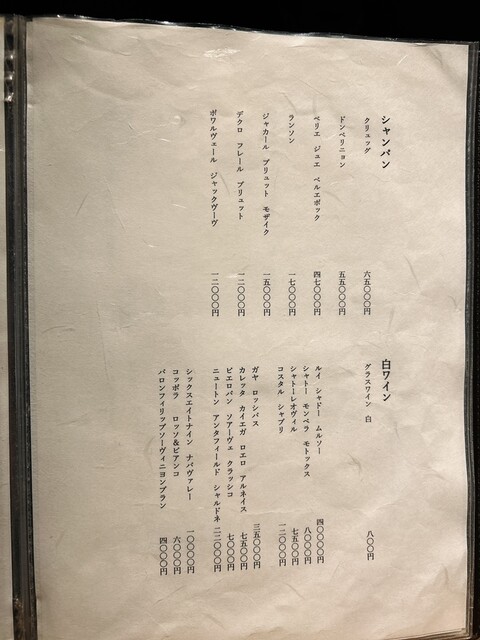 シャンパン
クリュッグ 六五〇〇〇円
ドンペリニョン 五五〇〇〇円
ペリエ ジュエ ベルエポック 四七〇〇〇円
ランソン 一七〇〇〇円
ジャカール ブリュット モザイク 一五〇〇〇円
デクロ フレール ブリュット 一二〇〇〇円
ボワルヴェール ジャックヴーヴ 一二〇〇〇円
白ワイン
グラスワイン 白 八〇〇円
ルイ ジャドー ムルソー 四〇〇〇〇円
シャトー モンペラ モトックス 八〇〇〇円
シャトーレオヴィル 七五〇〇円
コスタル シャブリ 一二〇〇〇円
ガヤ ロッシバス 三五〇〇〇円
カレッタ カイエガ ロエロ アルネイス 七五〇〇円
ピエロパン ソアーヴェ クラッシコ 七〇〇〇円
ニュートン アンタフィールド シャルドネ 二二〇〇〇円
シックスエイトナイン ナパヴァレー 一〇〇〇〇円
コッポラ ロッソ&ビアンコ 六〇〇〇円
バロンフィリップソーヴィニヨンブラン 四〇〇〇円